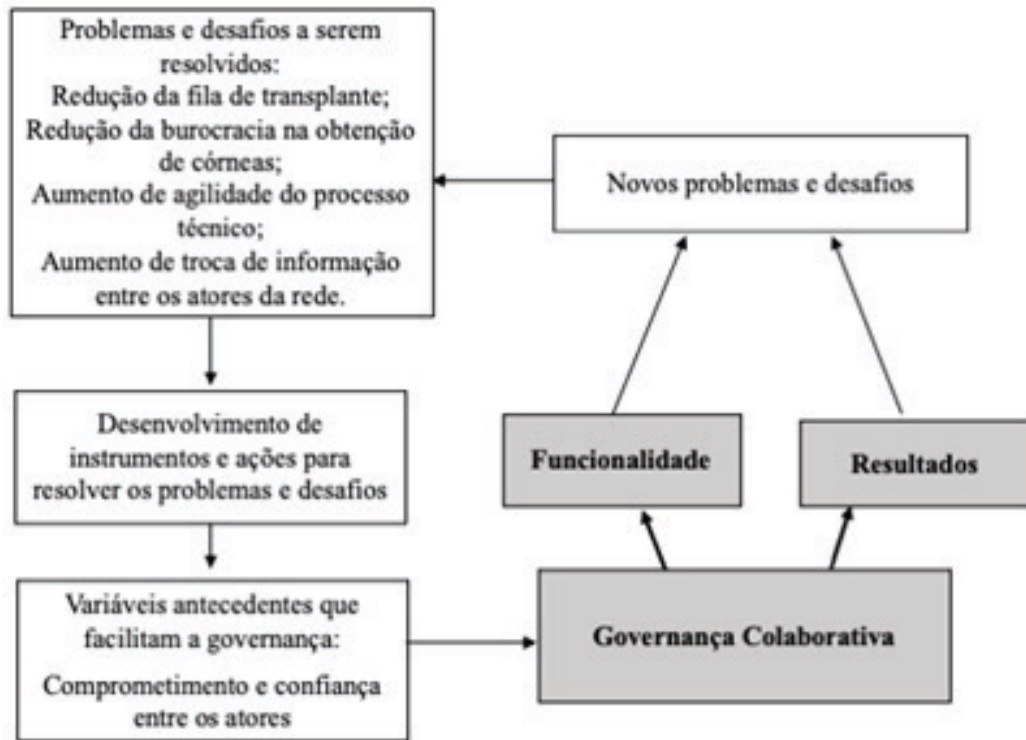 Problemas e desafios a serem
resolvidos:
Redução da fila de transplante;
Redução da burocracia na obtenção
de córneas;
Aumento de agilidade do processo
técnico;
Aumento de troca de informação
entre os atores da rede.
Novos problemas e desafios
Desenvolvimento de
instrumentos e ações para
resolver os problemas e desafios
Funcionalidade
Resultados
Variáveis antecedentes que
facilitam a governança:
Comprometimento e confiança
entre os atores
Governança Colaborativa